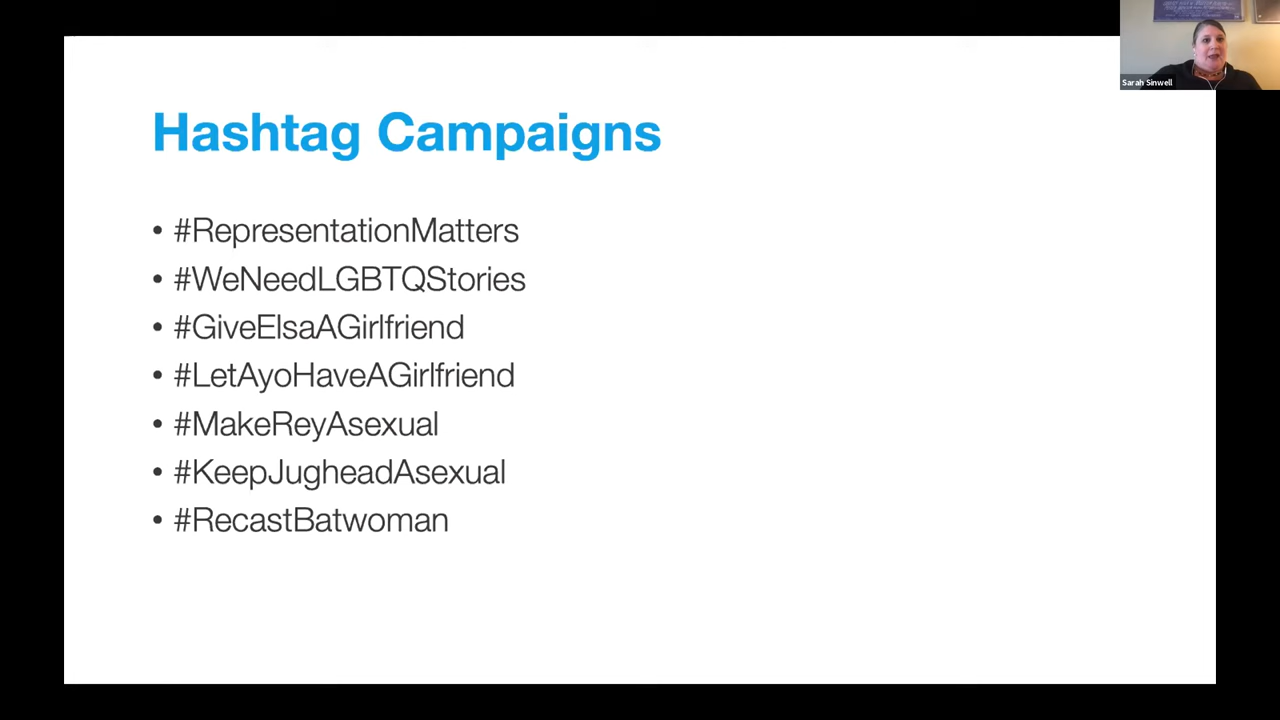 Sarah Sinwell
Hashtag Campaigns
• #RepresentationMatters
• #WeNeedLGBTQStories
• #GiveElsaAGirlfriend
• #LetAyoHaveAGirlfriend
• #MakeReyAsexual
• #KeepJugheadAsexual
• #RecastBatwoman